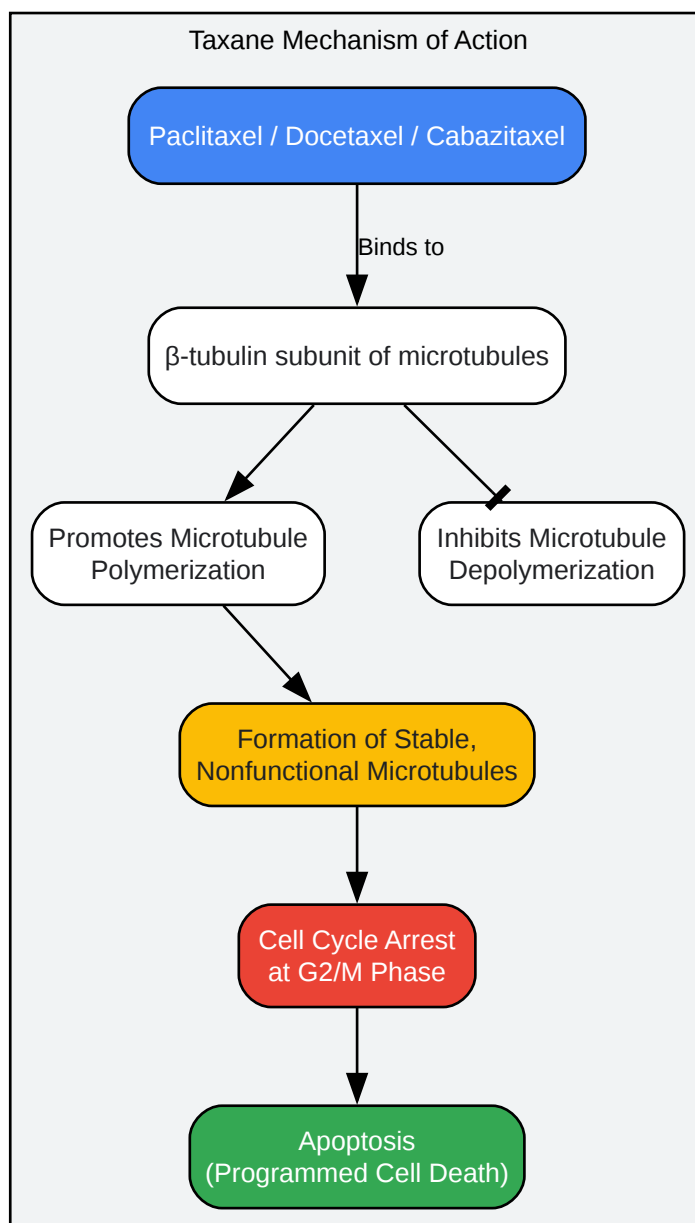 Taxane Mechanism of Action
Paclitaxel / Docetaxel / Cabazitaxel
Binds to
β-tubulin subunit of microtubules
Promotes Microtubule
Polymerization
Inhibits Microtubule
Depolymerization
Formation of Stable,
Nonfunctional Microtubules
Cell Cycle Arrest
at G2/M Phase
Apoptosis
(Programmed Cell Death)